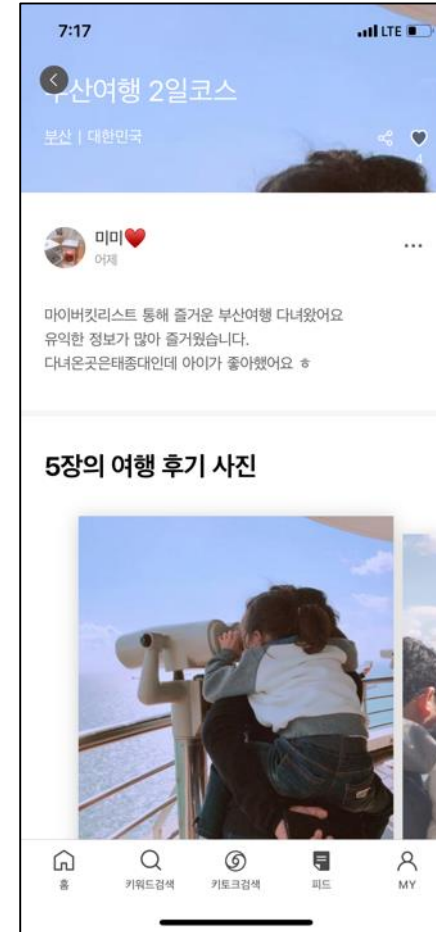 7:17
LTE
부산여행 2일코스
부산 | 대한민국
4
미미❤️
어제
마이버킷리스트 통해 즐거운 부산여행 다녀왔어요
유익한 정보가 많아 즐거웠습니다.
다녀온곳은태종대인데 아이가 좋아했어요 ㅎ
5장의 여행 후기 사진
홈
키워드검색
키토크검색
피드
MY